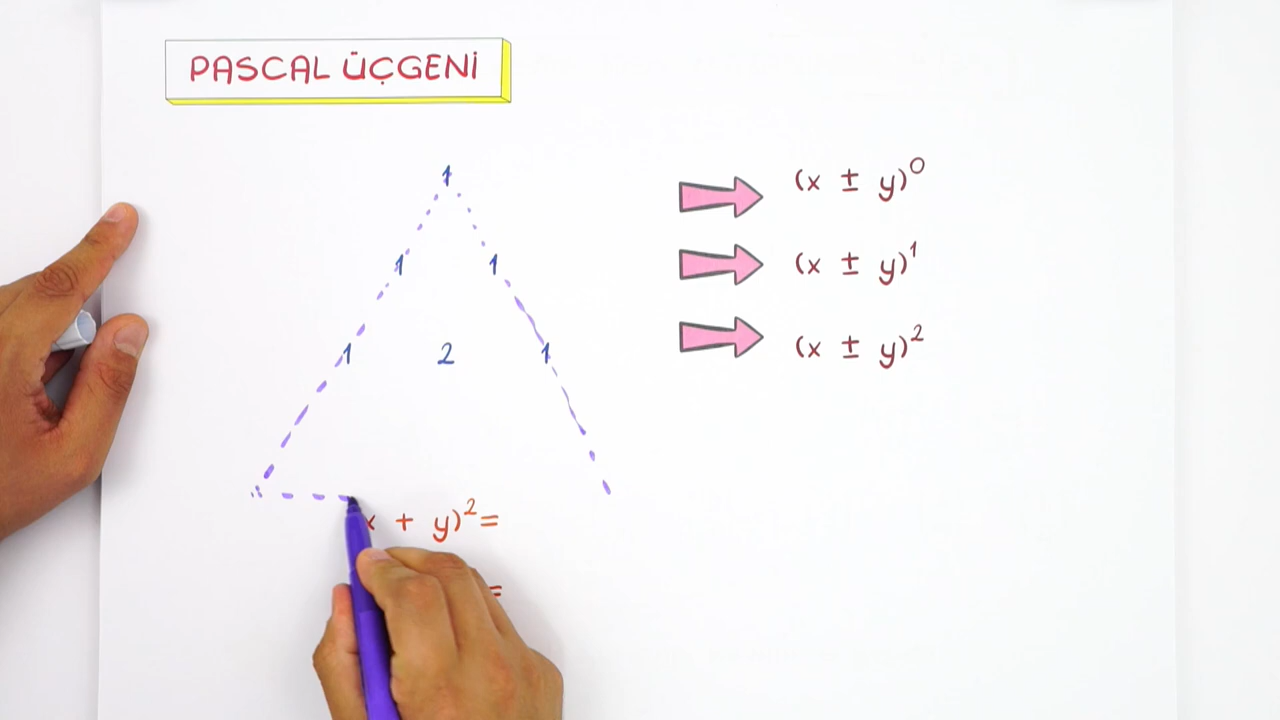 PASCAL ÜÇGENİ
1
(x ± y)⁰
1 1
(x ± y)¹
1 2 1
(x ± y)²
x + y)²=
=